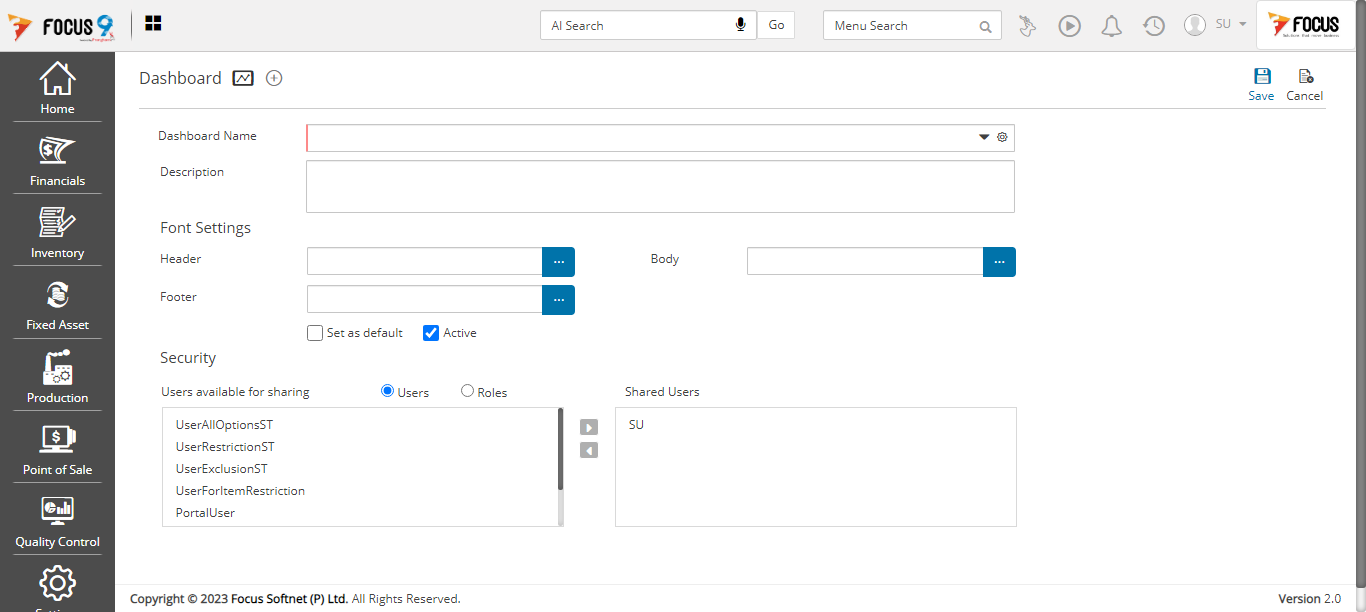 FOCUS 9
AI Search
Go
Menu Search
SU
FOCUS
Home
Financials
Inventory
Fixed Asset
Production
Point of Sale
Quality Control
Dashboard
Save
Cancel
Dashboard Name
Description
Font Settings
Header
...
Body
...
Footer
...
Set as default
Active
Security
Users available for sharing
Users
Roles
Shared Users
UserAllOptionsST
UserRestrictionST
UserExclusionST
UserForItemRestriction
PortalUser
SU
Copyright © 2023 Focus Softnet (P) Ltd. All Rights Reserved.
Version 2.0